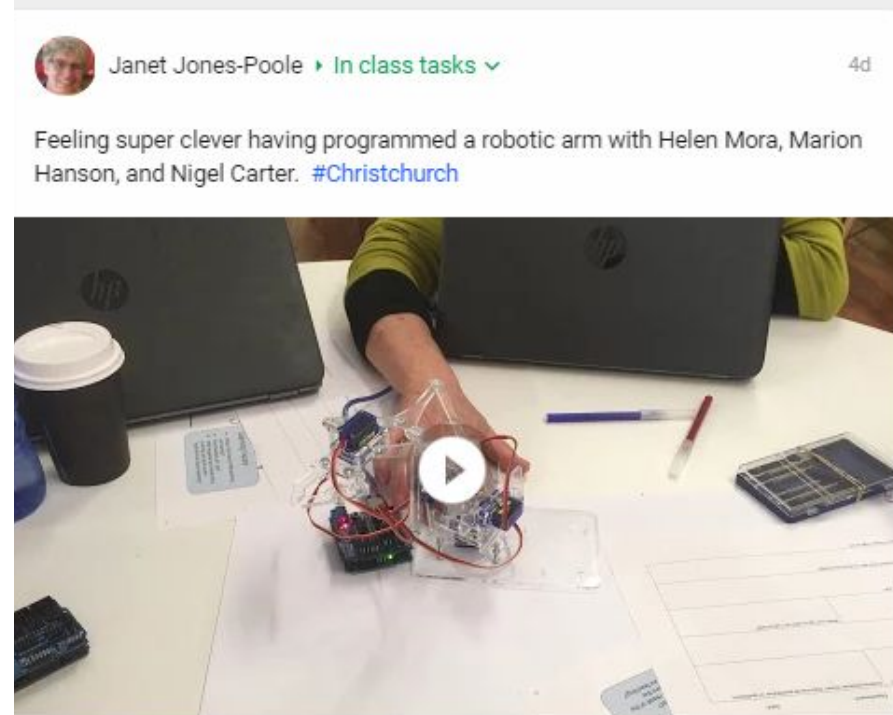 Janet Jones-Poole ▸ In class tasks
4d
Feeling super clever having programmed a robotic arm with Helen Mora, Marion
Hanson, and Nigel Carter. #Christchurch
hp
hp